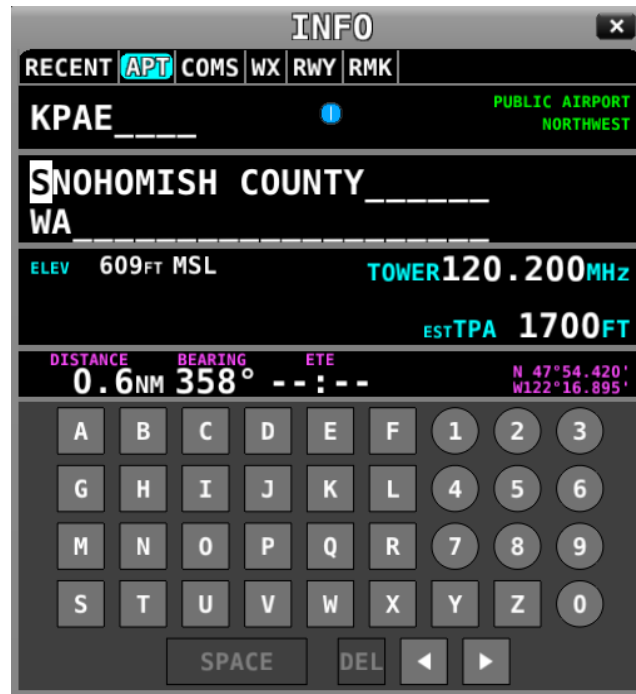 INFO
RECENT APT COMS WX RWY RMK
KPAE____
PUBLIC AIRPORT
NORTHWEST
SNOHOMISH COUNTY______
WA____________________
ELEV 609FT MSL TOWER120.200MHz
ESTTPA 1700FT
DISTANCE BEARING ETE
0.6NM 358° --:--
N 47°54.420'
W122°16.895'
A B C D E F 1 2 3
G H I J K L 4 5 6
M N O P Q R 7 8 9
S T U V W X Y Z 0
SPACE DEL